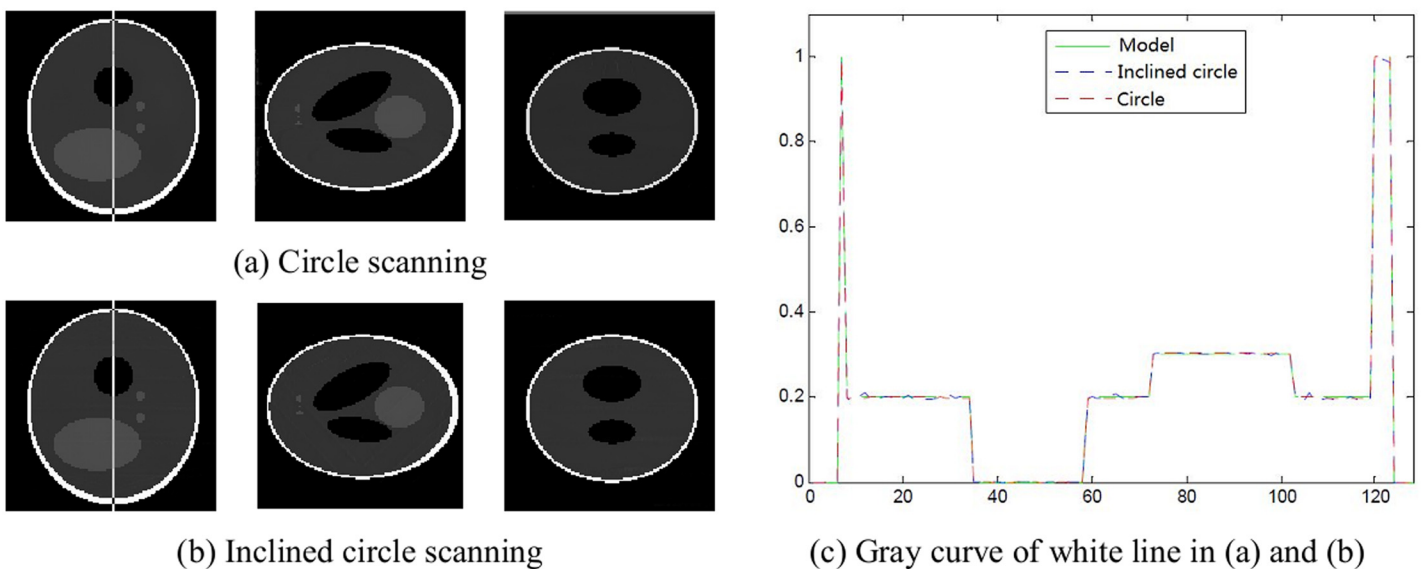 (a) Circle scanning
(b) Inclined circle scanning
1
0.8
0.6
0.4
0.2
0
0
20
40
60
80
100
120
Model
Inclined circle
Circle
(c) Gray curve of white line in (a) and (b)